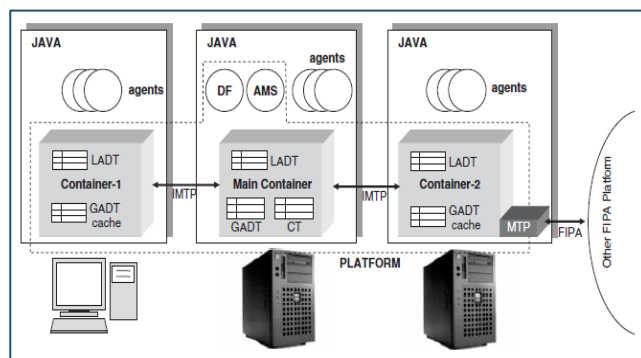 JAVA
agents
LADT
Container-1
GADT
cache
IMTP
JAVA
agents
DF
AMS
LADT
Main Container
GADT
CT
IMTP
JAVA
agents
LADT
Container-2
GADT
cache
MTP
FIPA
PLATFORM
Other FIPA Platform